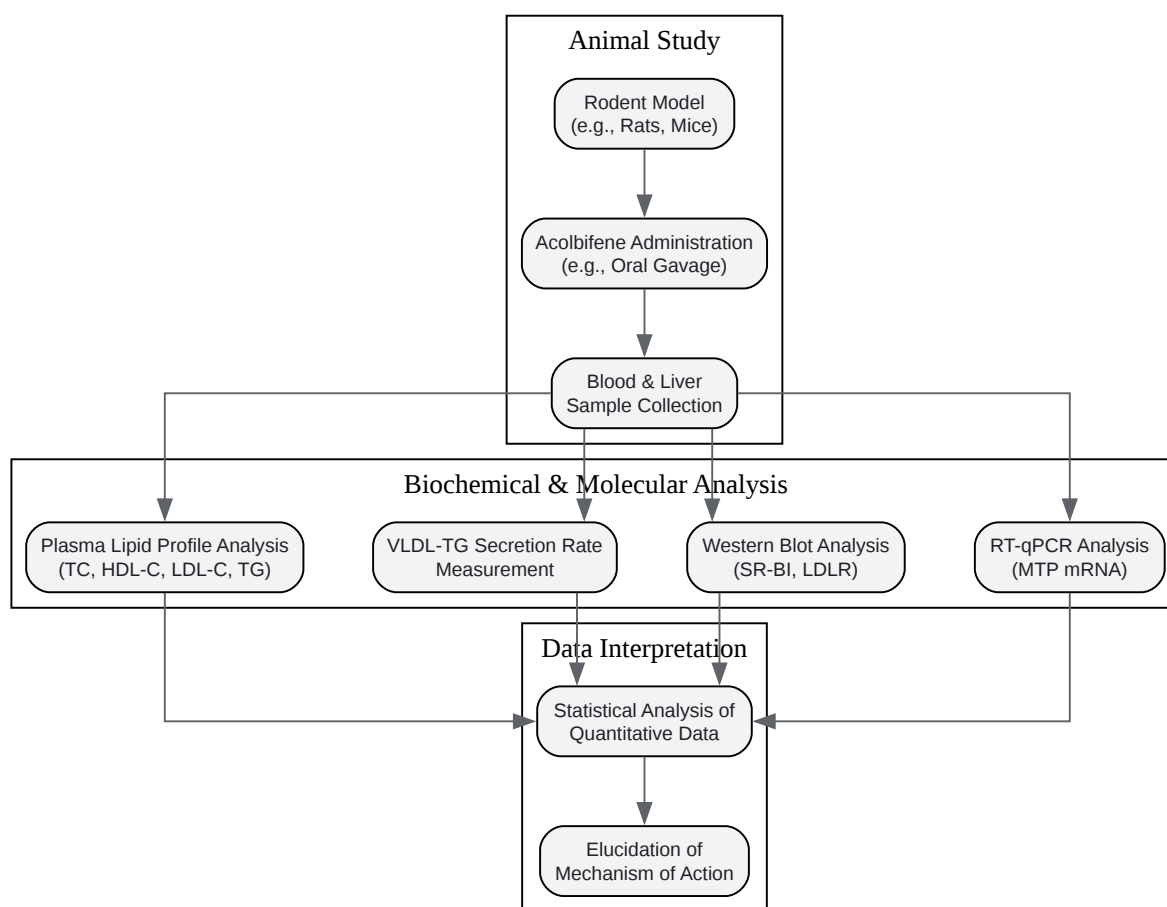 Animal Study
Rodent Model
(e.g., Rats, Mice)
Acolbifene Administration
(e.g., Oral Gavage)
Blood & Liver
Sample Collection
Biochemical & Molecular Analysis
Plasma Lipid Profile Analysis
(TC, HDL-C, LDL-C, TG)
VLDL-TG Secretion Rate
Measurement
Western Blot Analysis
(SR-BI, LDLR)
RT-qPCR Analysis
(MTP mRNA)
Data Interpretation
Statistical Analysis of
Quantitative Data
Elucidation of
Mechanism of Action